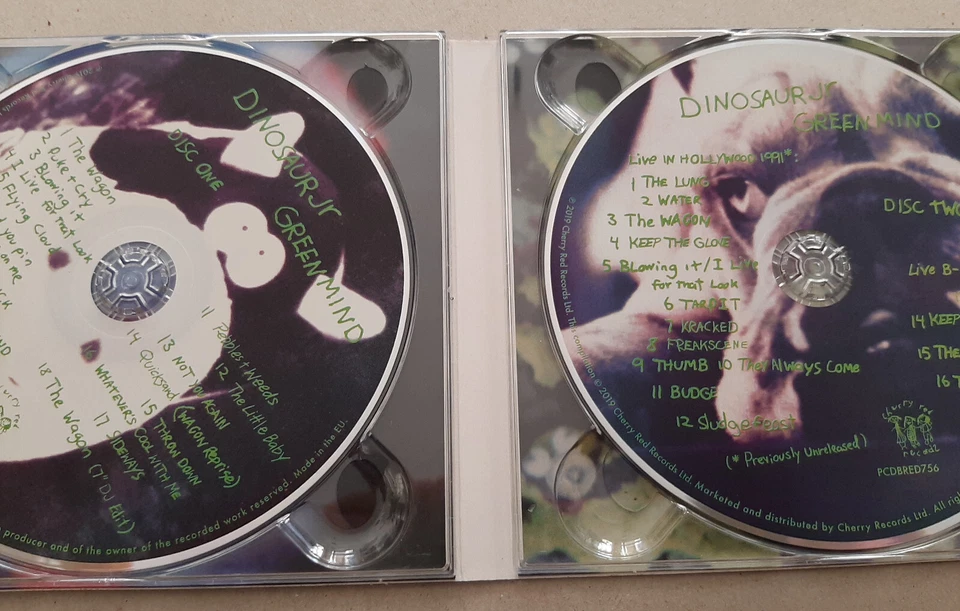 DINOSAUR Jr
GREEN MIND
DISC ONE
1 The Wagon
2 Puke + Cry
3 Blowing it
4 I Live for that Look
5 Flying Cloud
d you pin
on me
11 Pebbles + Weeds
12 The Little Baby
13 NOT YOU AGAIN
14 Quicksand (WAGON Reprise)
15 THROW DOWN
16 WHATEVER'S COOL WITH ME
17 SIDEWAYS
18 The Wagon (7" DJ Edit)
producer and of the owner of the recorded work reserved. Made in the EU.
DINOSAUR Jr
GREEN MIND
Live IN HOLLYWOOD 1991*:
1 THE LUNG
2 WATER
3 The WAGON
4 KEEP THE GLOVE
5 Blowing it/I Live
for that Look
6 TARPIT
7 KRACKED
8 FREAKSCENE
9 THUMB 10 They Always Come
11 BUDGE
12 Sludgefeast
(* Previously Unreleased)
DISC TWO
Live B-
14 KEEP
15 The
16 T
cherry red
records
PCDBRED756
℗ 2019 Cherry Red Records Ltd. This compilation © 2019 Cherry Red Records Ltd. Marketed and distributed by Cherry Records Ltd. All righ